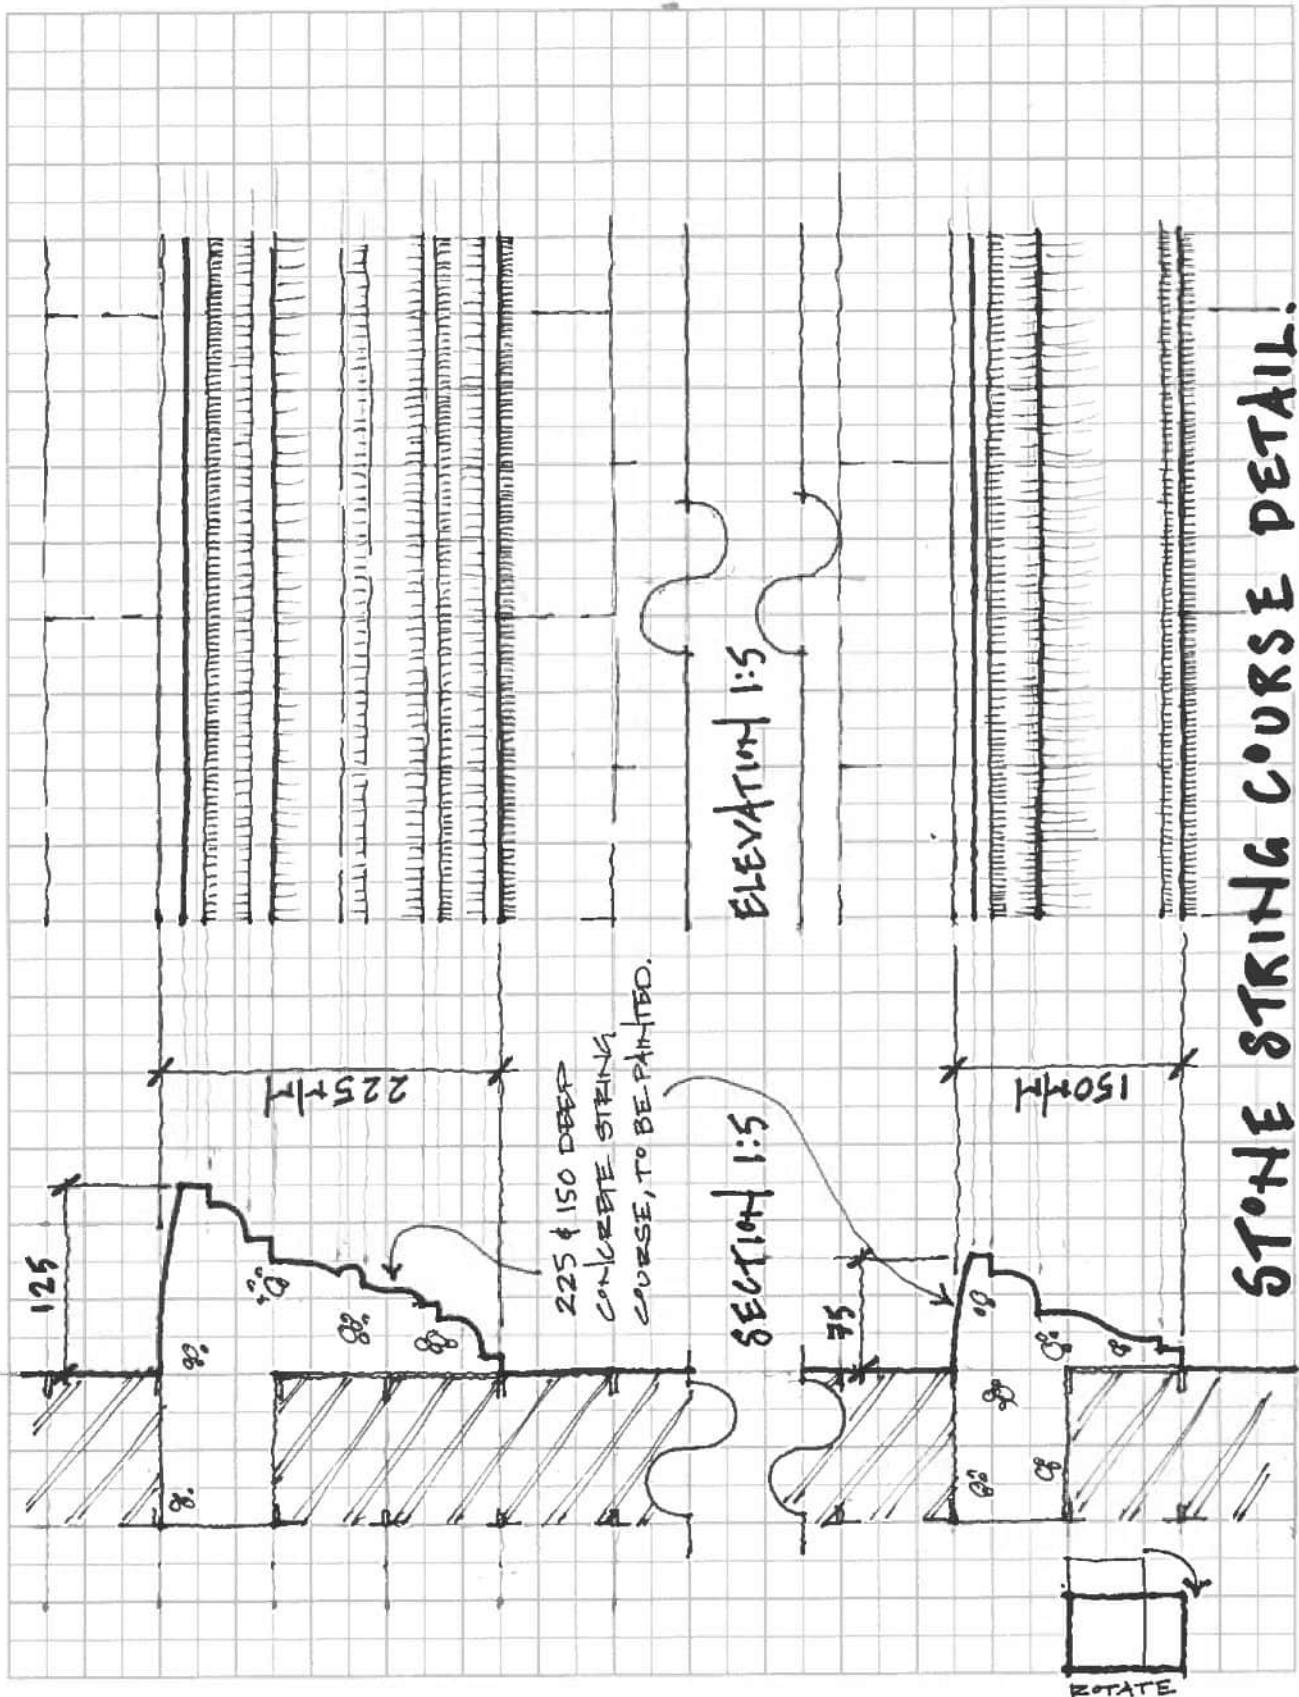 125
225
225 & 150 DEEP
CONCRETE STRING
COURSE, TO BE PAINTED.
SECTION 1:5
ELEVATION 1:5
75
150
STONE STRING COURSE DETAIL.
ROTATE